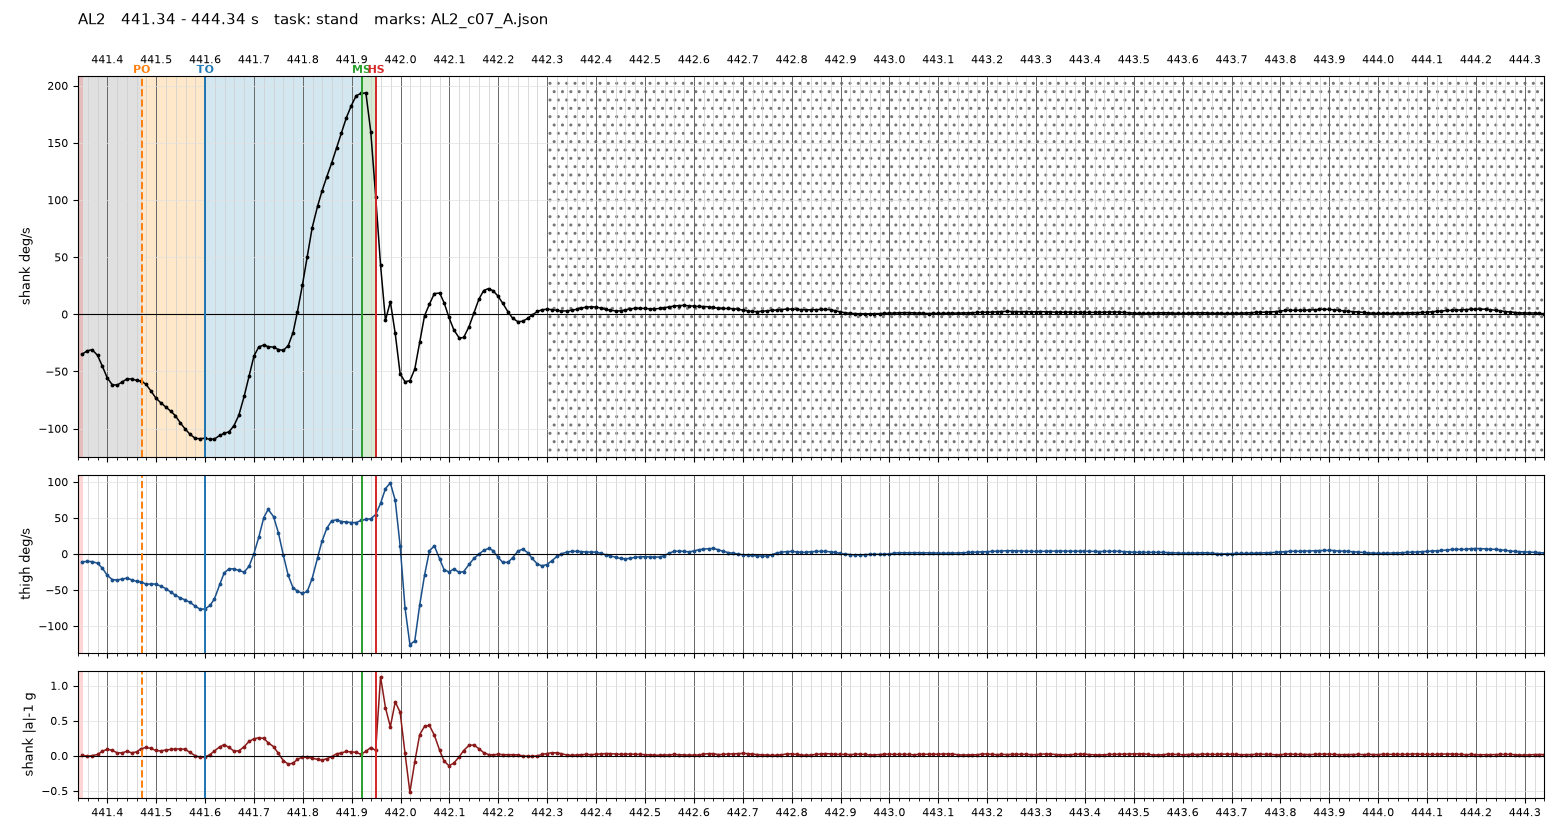 AL2 441.34 - 444.34 s task: stand marks: AL2_c07_A.json
441.4 441.5 441.6 441.7 441.8 441.9 442.0 442.1 442.2 442.3 442.4 442.5 442.6 442.7 442.8 442.9 443.0 443.1 443.2 443.3 443.4 443.5 443.6 443.7 443.8 443.9 444.0 444.1 444.2 444.3
PO TO MS HS
shank deg/s
200
150
100
50
0
−50
−100
thigh deg/s
100
50
0
−50
−100
shank |a|-1 g
1.0
0.5
0.0
−0.5
441.4 441.5 441.6 441.7 441.8 441.9 442.0 442.1 442.2 442.3 442.4 442.5 442.6 442.7 442.8 442.9 443.0 443.1 443.2 443.3 443.4 443.5 443.6 443.7 443.8 443.9 444.0 444.1 444.2 444.3